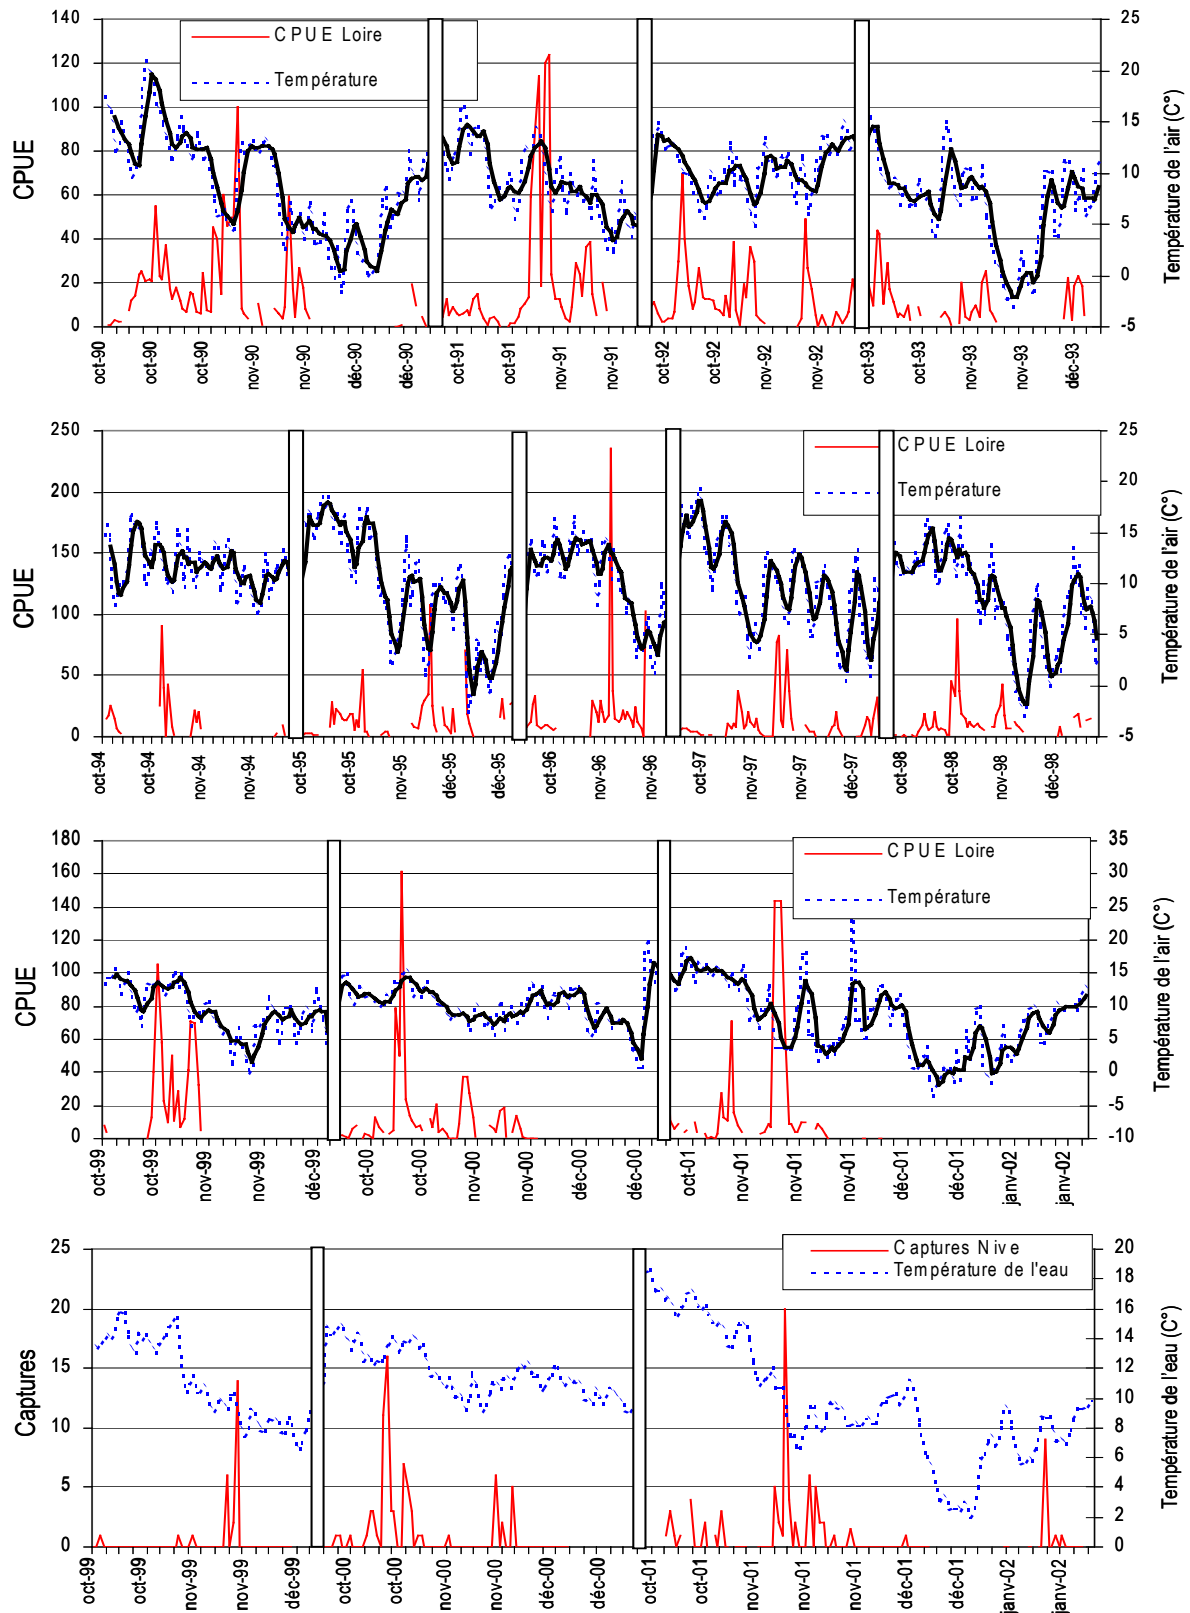 140
120
100
80
60
40
20
0
CPUE
25
20
15
10
5
0
-5
Température de l'air (C°)
CPUE Loire
Température
oct-90
oct-90
oct-90
nov-90
nov-90
déc-90
déc-90
oct-91
oct-91
nov-91
nov-91
oct-92
oct-92
nov-92
nov-92
oct-93
oct-93
nov-93
nov-93
déc-93
250
200
150
100
50
0
CPUE
25
20
15
10
5
0
-5
Température de l'air (C°)
CPUE Loire
Température
oct-94
oct-94
nov-94
nov-94
oct-95
oct-95
nov-95
déc-95
déc-95
oct-96
nov-96
nov-96
oct-97
nov-97
nov-97
déc-97
oct-98
oct-98
nov-98
déc-98
180
160
140
120
100
80
60
40
20
0
CPUE
35
30
25
20
15
10
5
0
-5
-10
Température de l'air (C°)
CPUE Loire
Température
oct-99
oct-99
nov-99
nov-99
déc-99
oct-00
oct-00
nov-00
nov-00
déc-00
déc-00
oct-01
nov-01
nov-01
nov-01
déc-01
déc-01
janv-02
janv-02
25
20
15
10
5
0
Captures
20
18
16
14
12
10
8
6
4
2
0
Température de l'eau (C°)
Captures Nive
Température de l'eau
oct-99
oct-99
nov-99
nov-99
déc-99
oct-00
oct-00
nov-00
nov-00
déc-00
déc-00
oct-01
oct-01
nov-01
nov-01
nov-01
déc-01
déc-01
janv-02
janv-02